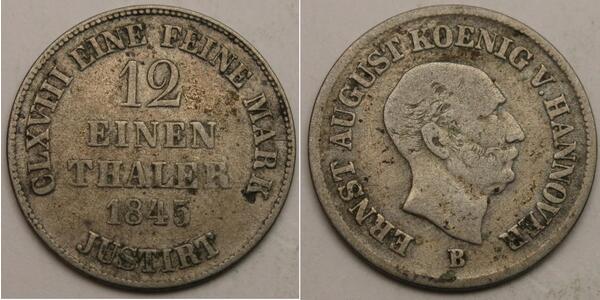 CLXVIII EINE FEINE MARK
12
EINEN
THALER
1845
JUSTIRT
ERNST AUGUST KOENIG V. HANNOVER
B